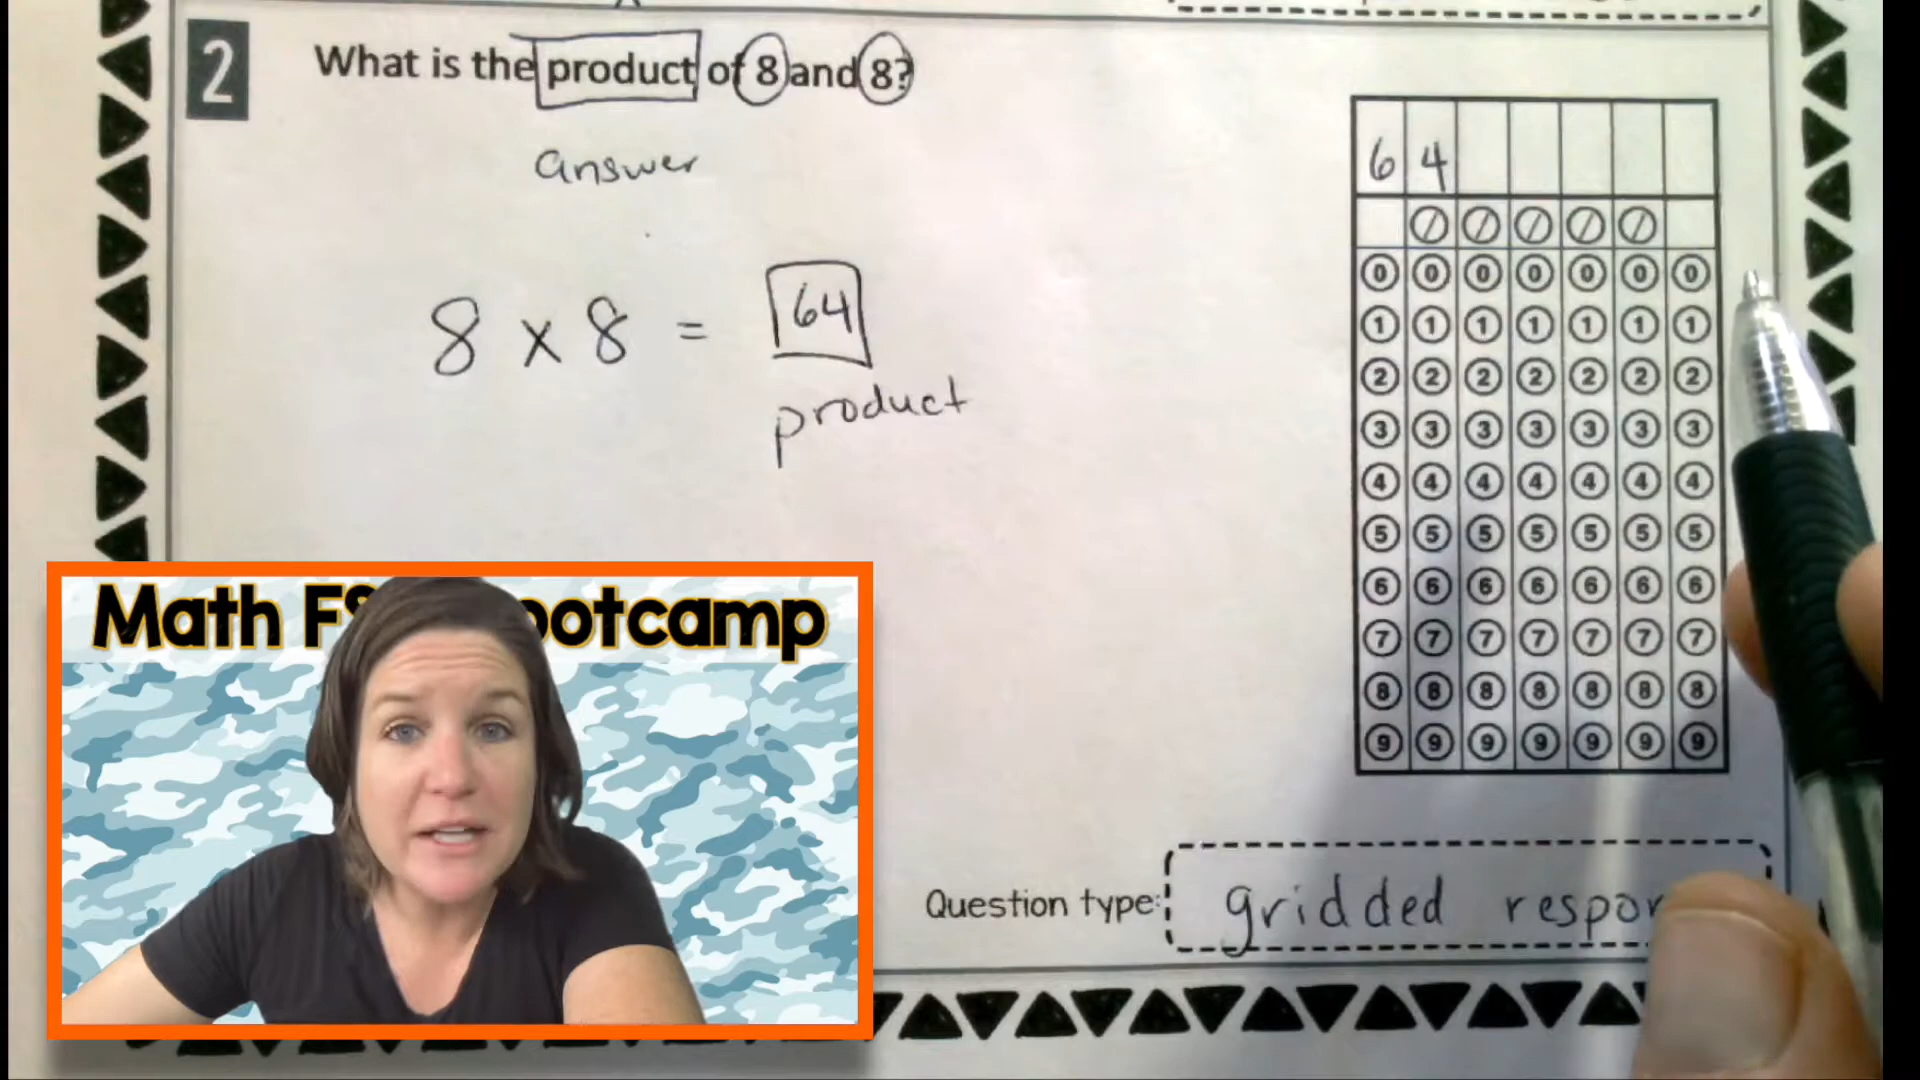 2
What is the product of 8 and 8?
answer
8 x 8 = 64
product
6 4
0 0 0 0 0 0 0
1 1 1 1 1 1 1
2 2 2 2 2 2 2
3 3 3 3 3 3 3
4 4 4 4 4 4 4
5 5 5 5 5 5 5
6 6 6 6 6 6 6
7 7 7 7 7 7 7
8 8 8 8 8 8 8
9 9 9 9 9 9 9
Question type: gridded
Math